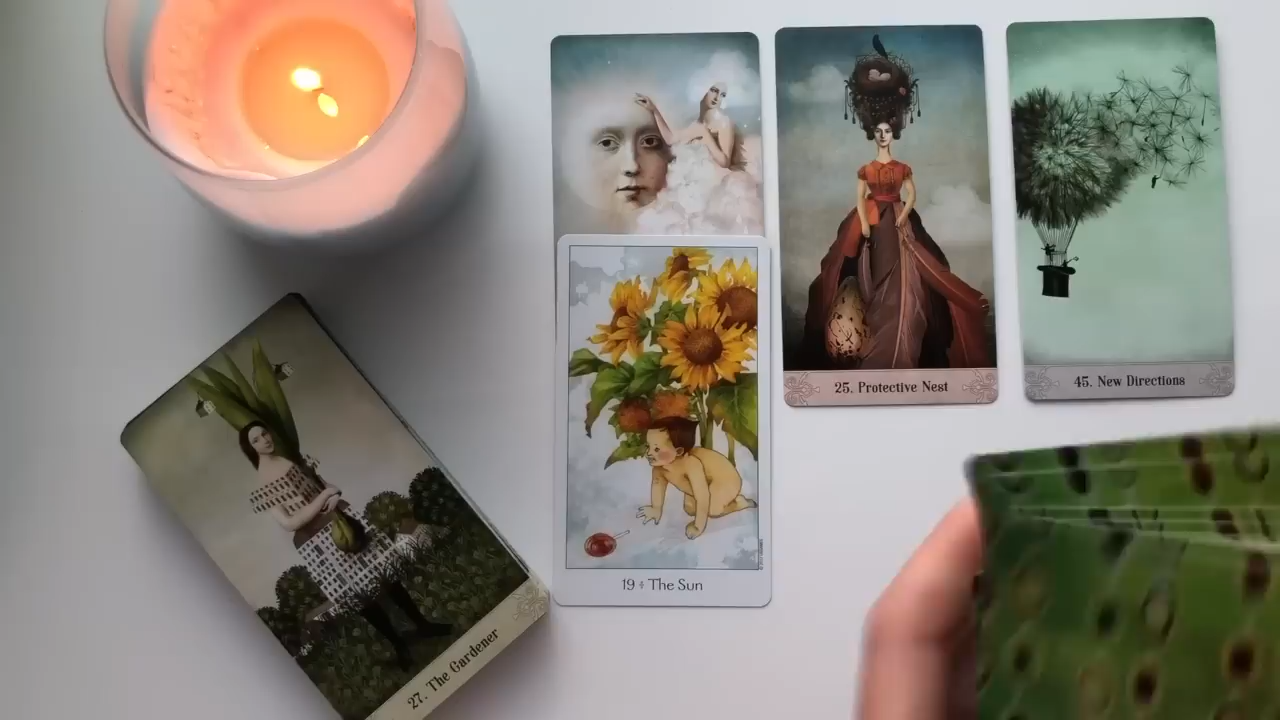 25. Protective Nest
45. New Directions
19 ÷ The Sun
27. The Gardener